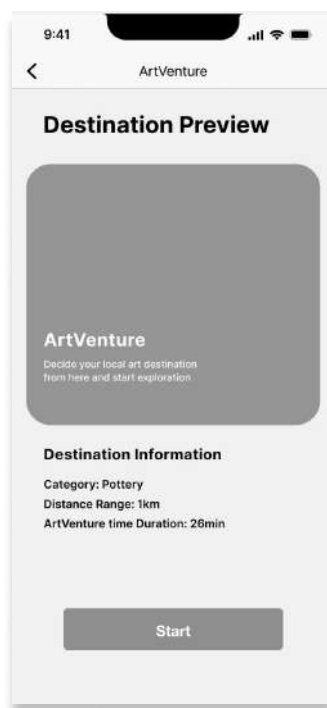 9:41
ArtVenture
Destination Preview
ArtVenture
Decide your local art destination
from here and start exploration
Destination Information
Category: Pottery
Distance Range: 1km
ArtVenture time Duration: 26min
Start